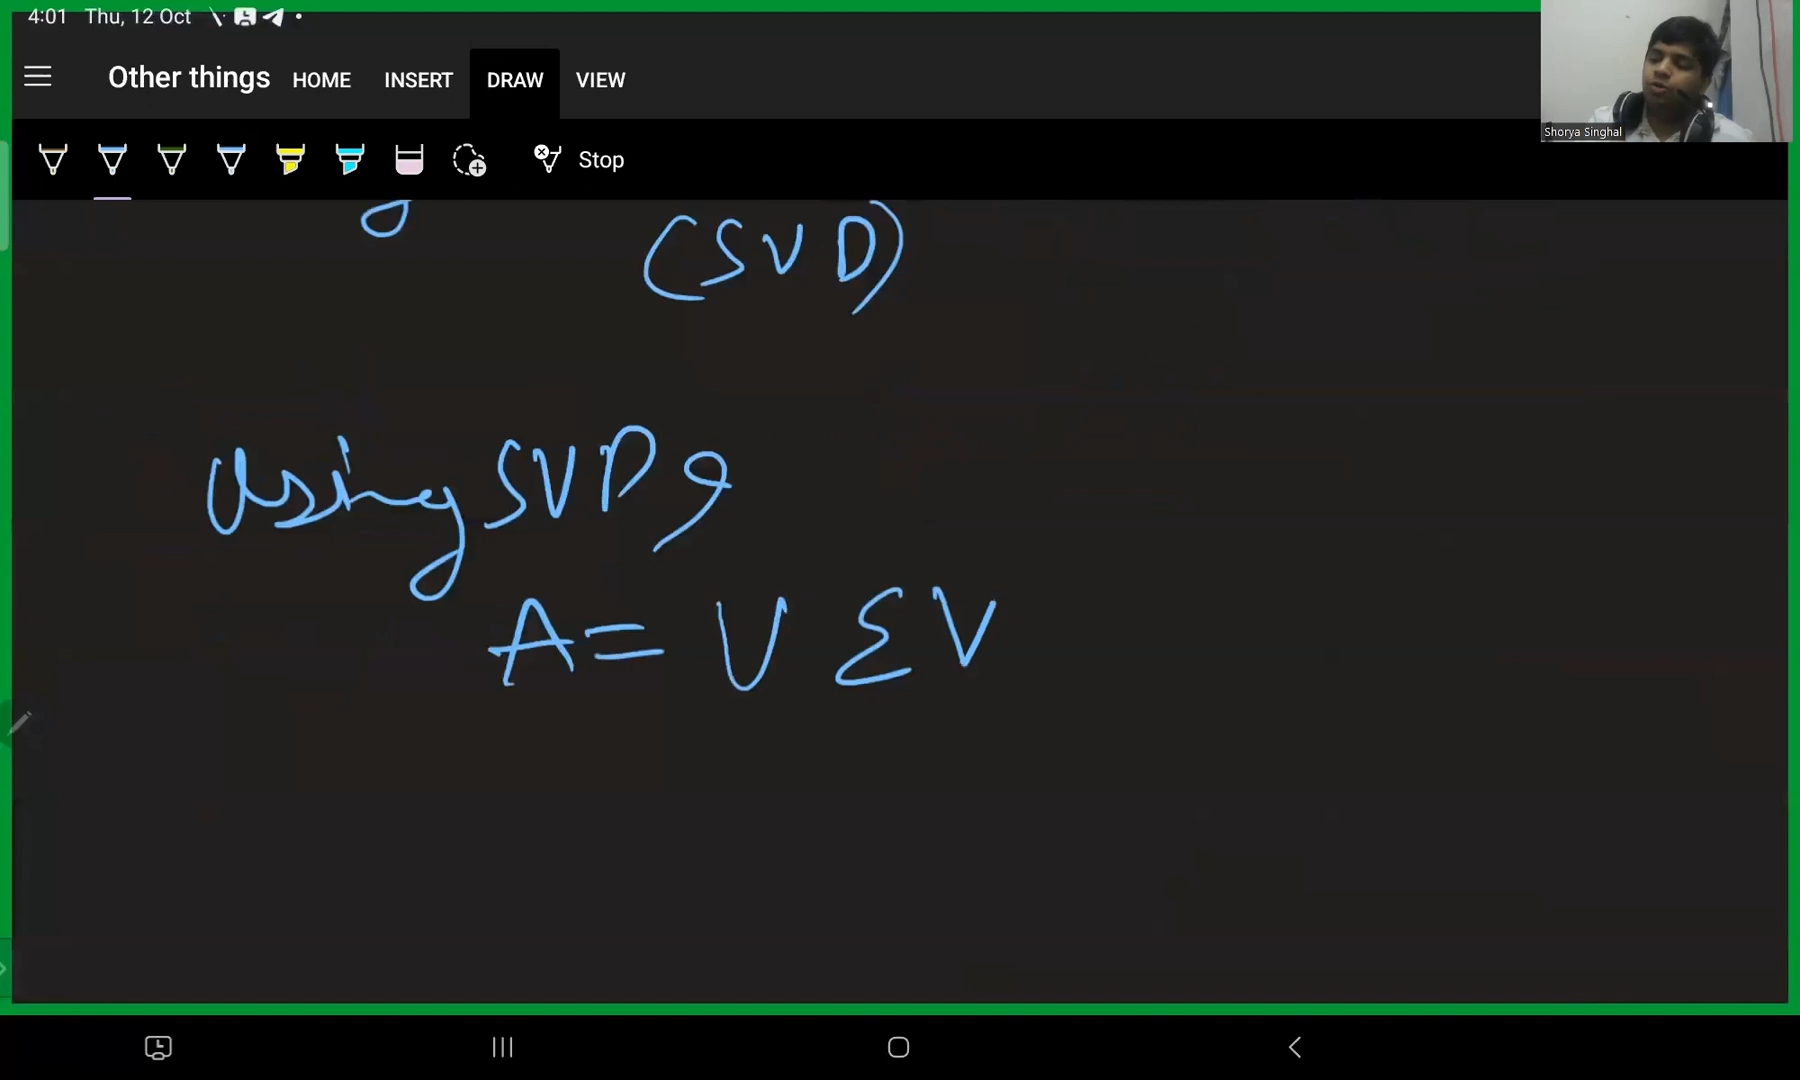 4:01 Thu, 12 Oct
Other things HOME INSERT DRAW VIEW
Shorya Singhal
Stop
(SVD)
Using SVD,
A = U Σ V